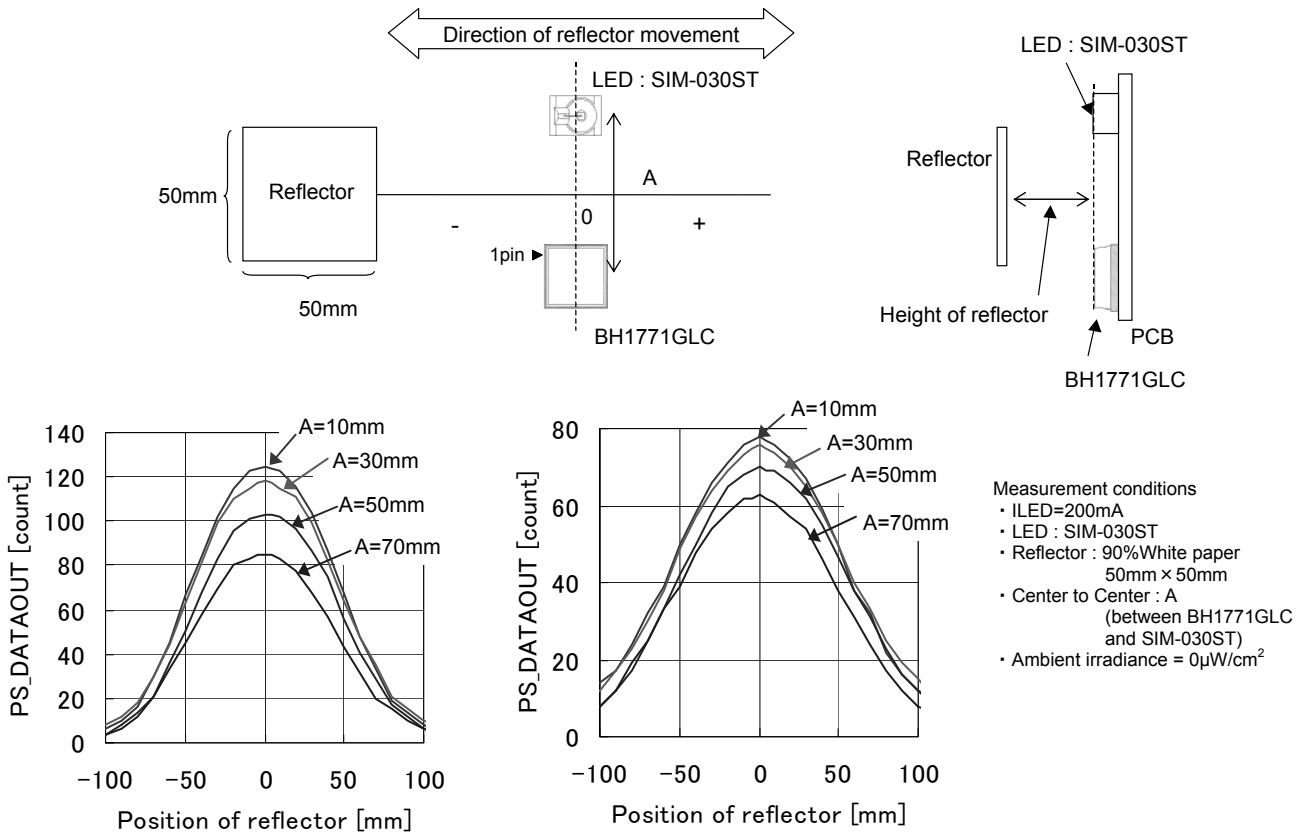 Direction of reflector movement
LED : SIM-030ST
Reflector
50mm
50mm
A
0
-
+
1pin
BH1771GLC
LED : SIM-030ST
Reflector
Height of reflector
PCB
BH1771GLC
140
120
100
80
60
40
20
0
PS_DATAOUT [count]
A=10mm
A=30mm
A=50mm
A=70mm
-100
-50
0
50
100
Position of reflector [mm]
80
60
40
20
0
PS_DATAOUT [count]
A=10mm
A=30mm
A=50mm
A=70mm
-100
-50
0
50
100
Position of reflector [mm]
Measurement conditions
・ILED=200mA
・LED : SIM-030ST
・Reflector : 90%White paper
50mm×50mm
・Center to Center : A
(between BH1771GLC
and SIM-030ST)
・Ambient irradiance = 0µW/cm²